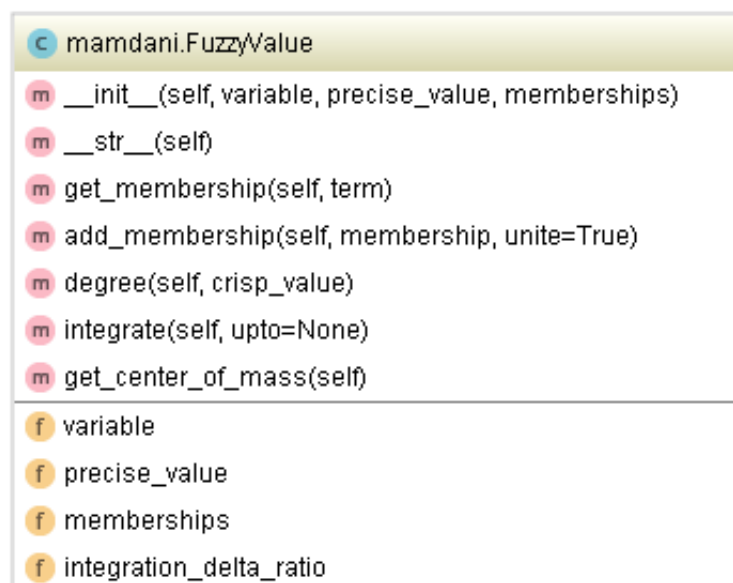 c mamdani.FuzzyValue
m __init__(self, variable, precise_value, memberships)
m __str__(self)
m get_membership(self, term)
m add_membership(self, membership, unite=True)
m degree(self, crisp_value)
m integrate(self, upto=None)
m get_center_of_mass(self)
f variable
f precise_value
f memberships
f integration_delta_ratio